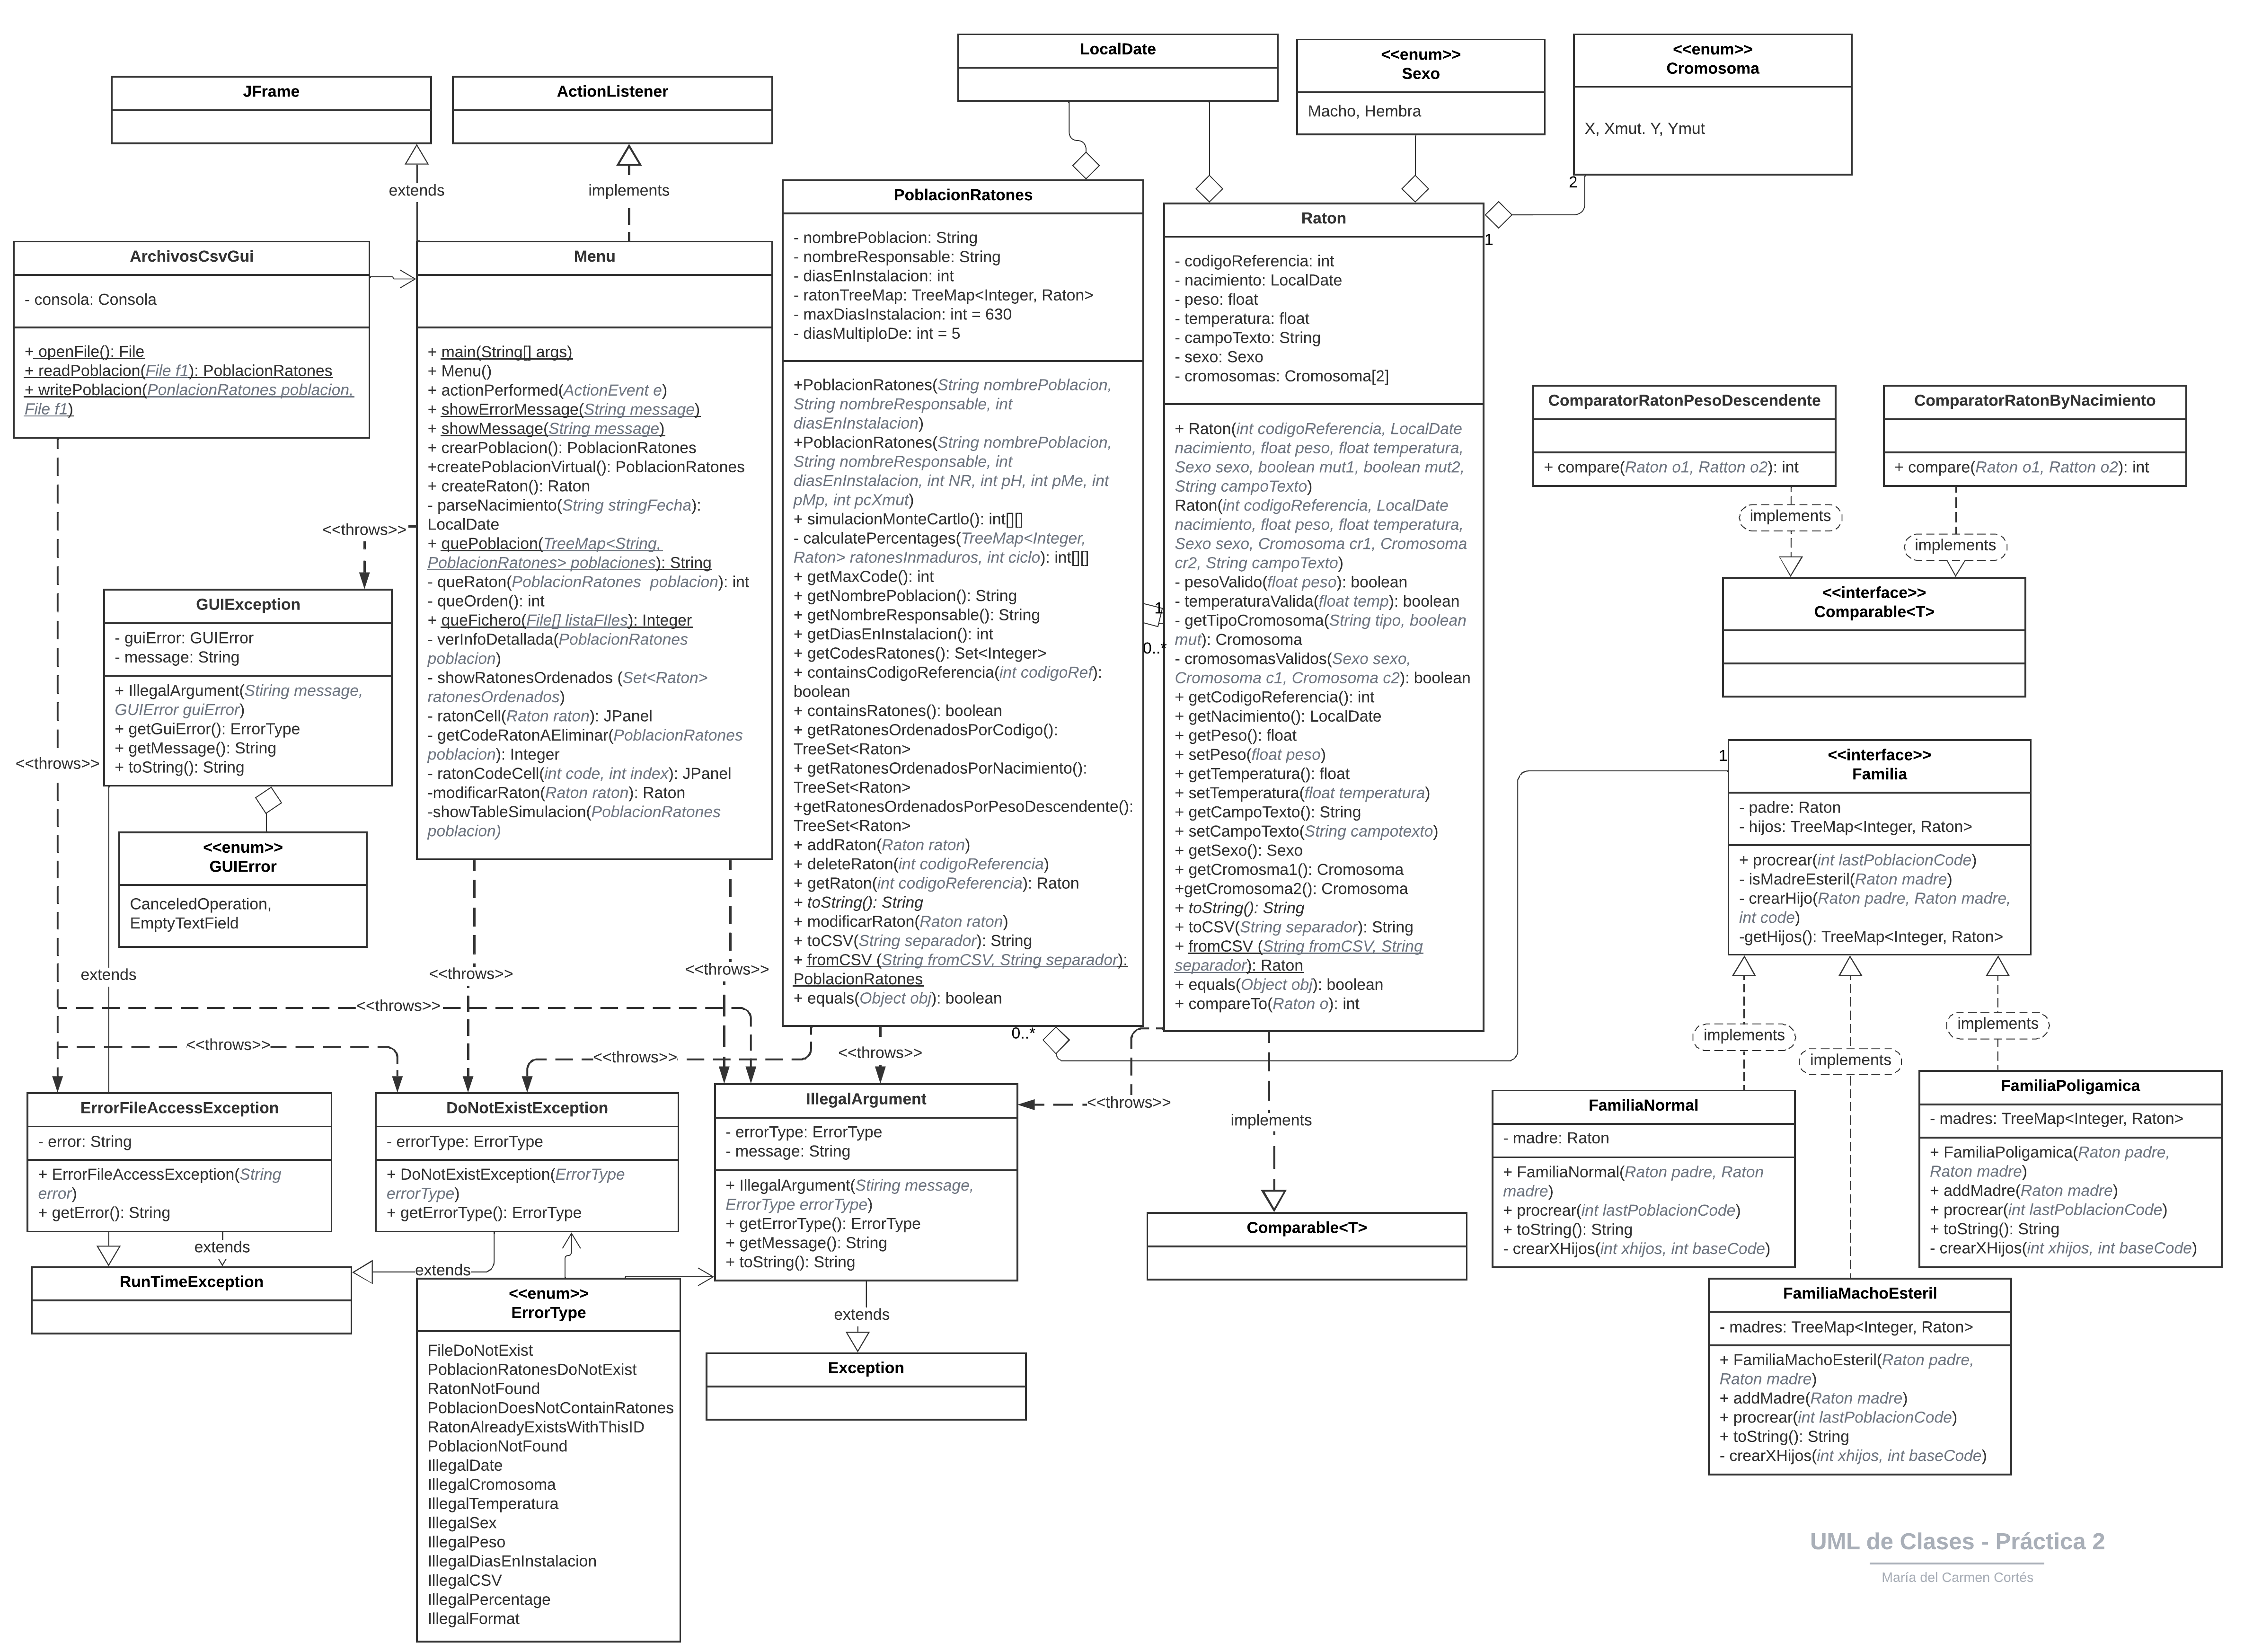 LocalDate
<<enum>>
Sexo
Macho, Hembra
<<enum>>
Cromosoma
X, Xmut. Y, Ymut
2
1
JFrame
ActionListener
extends
implements
ArchivosCsvGui
- consola: Consola
+ openFile(): File
+ readPoblacion(File f1): PoblacionRatones
+ writePoblacion(PonlacionRatones poblacion,
File f1)
Menu
+ main(String[] args)
+ Menu()
+ actionPerformed(ActionEvent e)
+ showErrorMessage(String message)
+ showMessage(String message)
+ crearPoblacion(): PoblacionRatones
+createPoblacionVirtual(): PoblacionRatones
+ createRaton(): Raton
- parseNacimiento(String stringFecha):
LocalDate
+ quePoblacion(TreeMap<String,
PoblacionRatones> poblaciones): String
- queRaton(PoblacionRatones  poblacion): int
- queOrden(): int
+ queFichero(File[] listaFIles): Integer
- verInfoDetallada(PoblacionRatones
poblacion)
- showRatonesOrdenados (Set<Raton>
ratonesOrdenados)
- ratonCell(Raton raton): JPanel
- getCodeRatonAEliminar(PoblacionRatones
poblacion): Integer
- ratonCodeCell(int code, int index): JPanel
-modificarRaton(Raton raton): Raton
-showTableSimulacion(PoblacionRatones
poblacion)
PoblacionRatones
- nombrePoblacion: String
- nombreResponsable: String
- diasEnInstalacion: int
- ratonTreeMap: TreeMap<Integer, Raton>
- maxDiasInstalacion: int = 630
- diasMultiploDe: int = 5
+PoblacionRatones(String nombrePoblacion,
String nombreResponsable, int
diasEnInstalacion)
+PoblacionRatones(String nombrePoblacion,
String nombreResponsable, int
diasEnInstalacion, int NR, int pH, int pMe, int
pMp, int pcXmut)
+ simulacionMonteCartlo(): int[][]
- calculatePercentages(TreeMap<Integer,
Raton> ratonesInmaduros, int ciclo): int[][]
+ getMaxCode(): int
+ getNombrePoblacion(): String
+ getNombreResponsable(): String
+ getDiasEnInstalacion(): int
+ getCodesRatones(): Set<Integer>
+ containsCodigoReferencia(int codigoRef):
boolean
+ containsRatones(): boolean
+ getRatonesOrdenadosPorCodigo():
TreeSet<Raton>
+ getRatonesOrdenadosPorNacimiento():
TreeSet<Raton>
+getRatonesOrdenadosPorPesoDescendente():
TreeSet<Raton>
+ addRaton(Raton raton)
+ deleteRaton(int codigoReferencia)
+ getRaton(int codigoReferencia): Raton
+ toString(): String
+ modificarRaton(Raton raton)
+ toCSV(String separador): String
+ fromCSV (String fromCSV, String separador):
PoblacionRatones
+ equals(Object obj): boolean
1
0..*
Raton
- codigoReferencia: int
- nacimiento: LocalDate
- peso: float
- temperatura: float
- campoTexto: String
- sexo: Sexo
- cromosomas: Cromosoma[2]
+ Raton(int codigoReferencia, LocalDate
nacimiento, float peso, float temperatura,
Sexo sexo, boolean mut1, boolean mut2,
String campoTexto)
Raton(int codigoReferencia, LocalDate
nacimiento, float peso, float temperatura,
Sexo sexo, Cromosoma cr1, Cromosoma
cr2, String campoTexto)
- pesoValido(float peso): boolean
- temperaturaValida(float temp): boolean
- getTipoCromosoma(String tipo, boolean
mut): Cromosoma
- cromosomasValidos(Sexo sexo,
Cromosoma c1, Cromosoma c2): boolean
+ getCodigoReferencia(): int
+ getNacimiento(): LocalDate
+ getPeso(): float
+ setPeso(float peso)
+ getTemperatura(): float
+ setTemperatura(float temperatura)
+ getCampoTexto(): String
+ setCampoTexto(String campotexto)
+ getSexo(): Sexo
+ getCromosma1(): Cromosoma
+getCromosoma2(): Cromosoma
+ toString(): String
+ toCSV(String separador): String
+ fromCSV (String fromCSV, String
separador): Raton
+ equals(Object obj): boolean
+ compareTo(Raton o): int
ComparatorRatonPesoDescendente
+ compare(Raton o1, Ratton o2): int
ComparatorRatonByNacimiento
+ compare(Raton o1, Ratton o2): int
implements
implements
<<interface>>
Comparable<T>
1
<<interface>>
Familia
- padre: Raton
- hijos: TreeMap<Integer, Raton>
+ procrear(int lastPoblacionCode)
- isMadreEsteril(Raton madre)
- crearHijo(Raton padre, Raton madre,
int code)
-getHijos(): TreeMap<Integer, Raton>
implements
implements
implements
<<throws>>
GUIException
- guiError: GUIError
- message: String
+ IllegalArgument(Stiring message,
GUIError guiError)
+ getGuiError(): ErrorType
+ getMessage(): String
+ toString(): String
<<throws>>
<<enum>>
GUIError
CanceledOperation,
EmptyTextField
extends
<<throws>>
<<throws>>
<<throws>>
<<throws>>
<<throws>>
<<throws>>
0..*
<<throws>>
implements
ErrorFileAccessException
- error: String
+ ErrorFileAccessException(String
error)
+ getError(): String
DoNotExistException
- errorType: ErrorType
+ DoNotExistException(ErrorType
errorType)
+ getErrorType(): ErrorType
IllegalArgument
- errorType: ErrorType
- message: String
+ IllegalArgument(Stiring message,
ErrorType errorType)
+ getErrorType(): ErrorType
+ getMessage(): String
+ toString(): String
extends
extends
extends
RunTimeException
<<enum>>
ErrorType
FileDoNotExist
PoblacionRatonesDoNotExist
RatonNotFound
PoblacionDoesNotContainRatones
RatonAlreadyExistsWithThisID
PoblacionNotFound
IllegalDate
IllegalCromosoma
IllegalTemperatura
IllegalSex
IllegalPeso
IllegalDiasEnInstalacion
IllegalCSV
IllegalPercentage
IllegalFormat
Exception
Comparable<T>
FamiliaNormal
- madre: Raton
+ FamiliaNormal(Raton padre, Raton
madre)
+ procrear(int lastPoblacionCode)
+ toString(): String
- crearXHijos(int xhijos, int baseCode)
FamiliaPoligamica
- madres: TreeMap<Integer, Raton>
+ FamiliaPoligamica(Raton padre,
Raton madre)
+ addMadre(Raton madre)
+ procrear(int lastPoblacionCode)
+ toString(): String
- crearXHijos(int xhijos, int baseCode)
FamiliaMachoEsteril
- madres: TreeMap<Integer, Raton>
+ FamiliaMachoEsteril(Raton padre,
Raton madre)
+ addMadre(Raton madre)
+ procrear(int lastPoblacionCode)
+ toString(): String
- crearXHijos(int xhijos, int baseCode)
UML de Clases - Práctica 2
María del Carmen Cortés